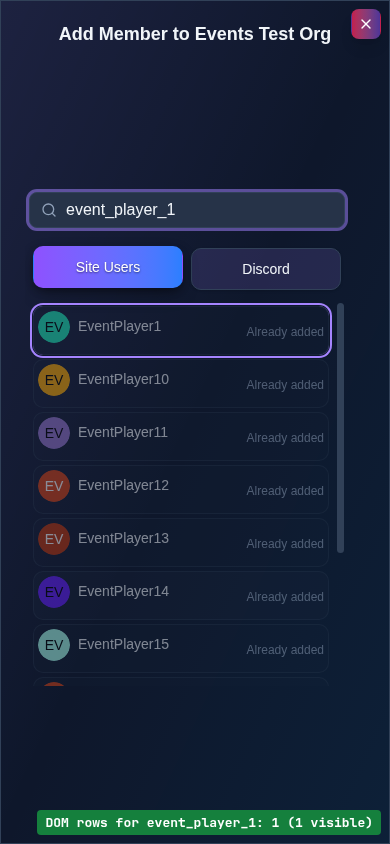 Add Member to Events Test Org
event_player_1
Site Users
Discord
EV EventPlayer1 Already added
EV EventPlayer10 Already added
EV EventPlayer11 Already added
EV EventPlayer12 Already added
EV EventPlayer13 Already added
EV EventPlayer14 Already added
EV EventPlayer15 Already added
DOM rows for event_player_1: 1 (1 visible)